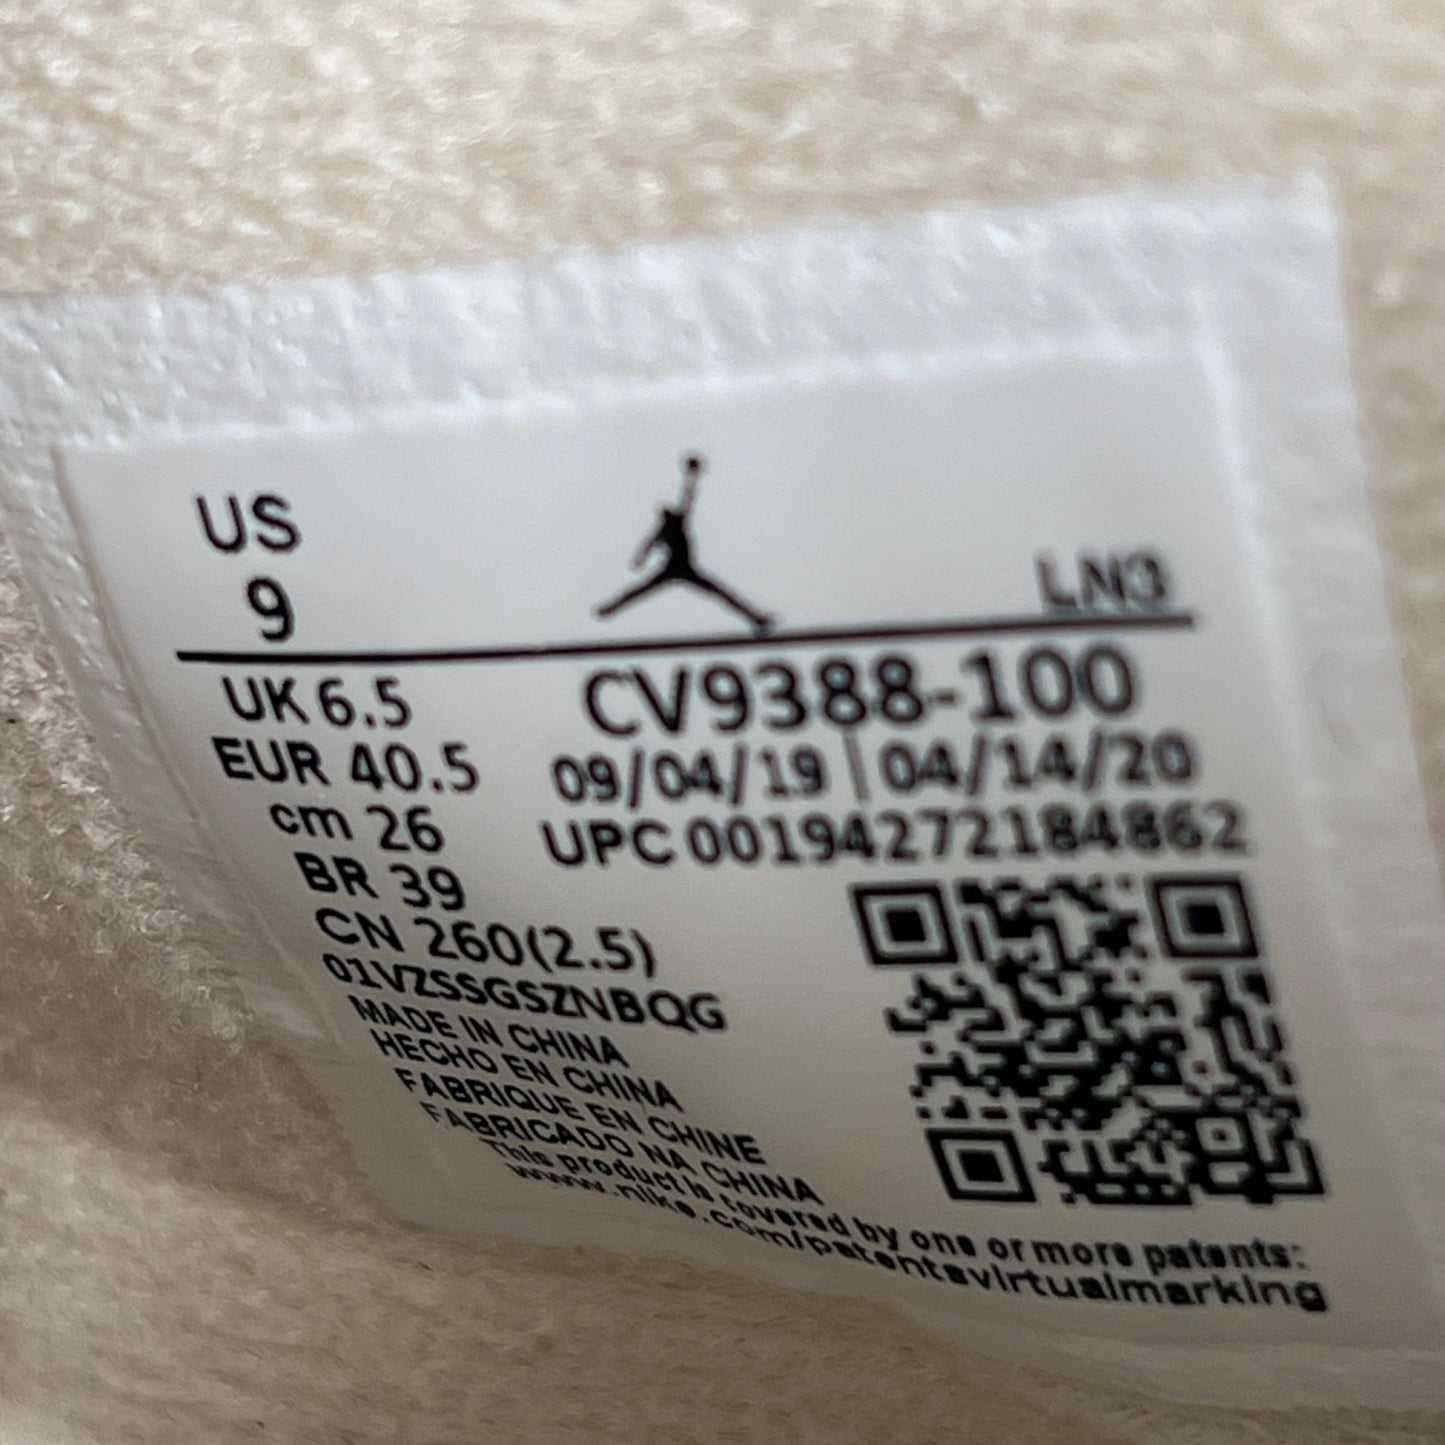 US
9
LN3
UK 6.5
CV9388-100
EUR 40.5
09/04/19 | 04/14/20
cm 26
UPC 00194272184862
BR 39
CN 260(2.5)
01VZSSGSZNBQG
MADE IN CHINA
HECHO EN CHINA
FABRIQUE EN CHINE
FABRICADO NA CHINA
This product is covered by one or more patents:
www.nike.com/patentsvirtualmarking